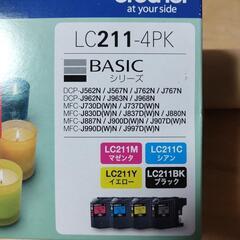 brother
at your side
LC211-4PK
BASIC
シリーズ
DCP-J562N / J567N / J762N / J767N
DCP-J962N / J963N / J968N
MFC-J730D(W)N / J737D(W)N
MFC-J830D(W)N / J837D(W)N / J880N
MFC-J887N / J900D(W)N / J907D(W)N
MFC-J990D(W)N / J997D(W)N
LC211M
マゼンタ
LC211C
シアン
LC211Y
イエロー
LC211BK
ブラック